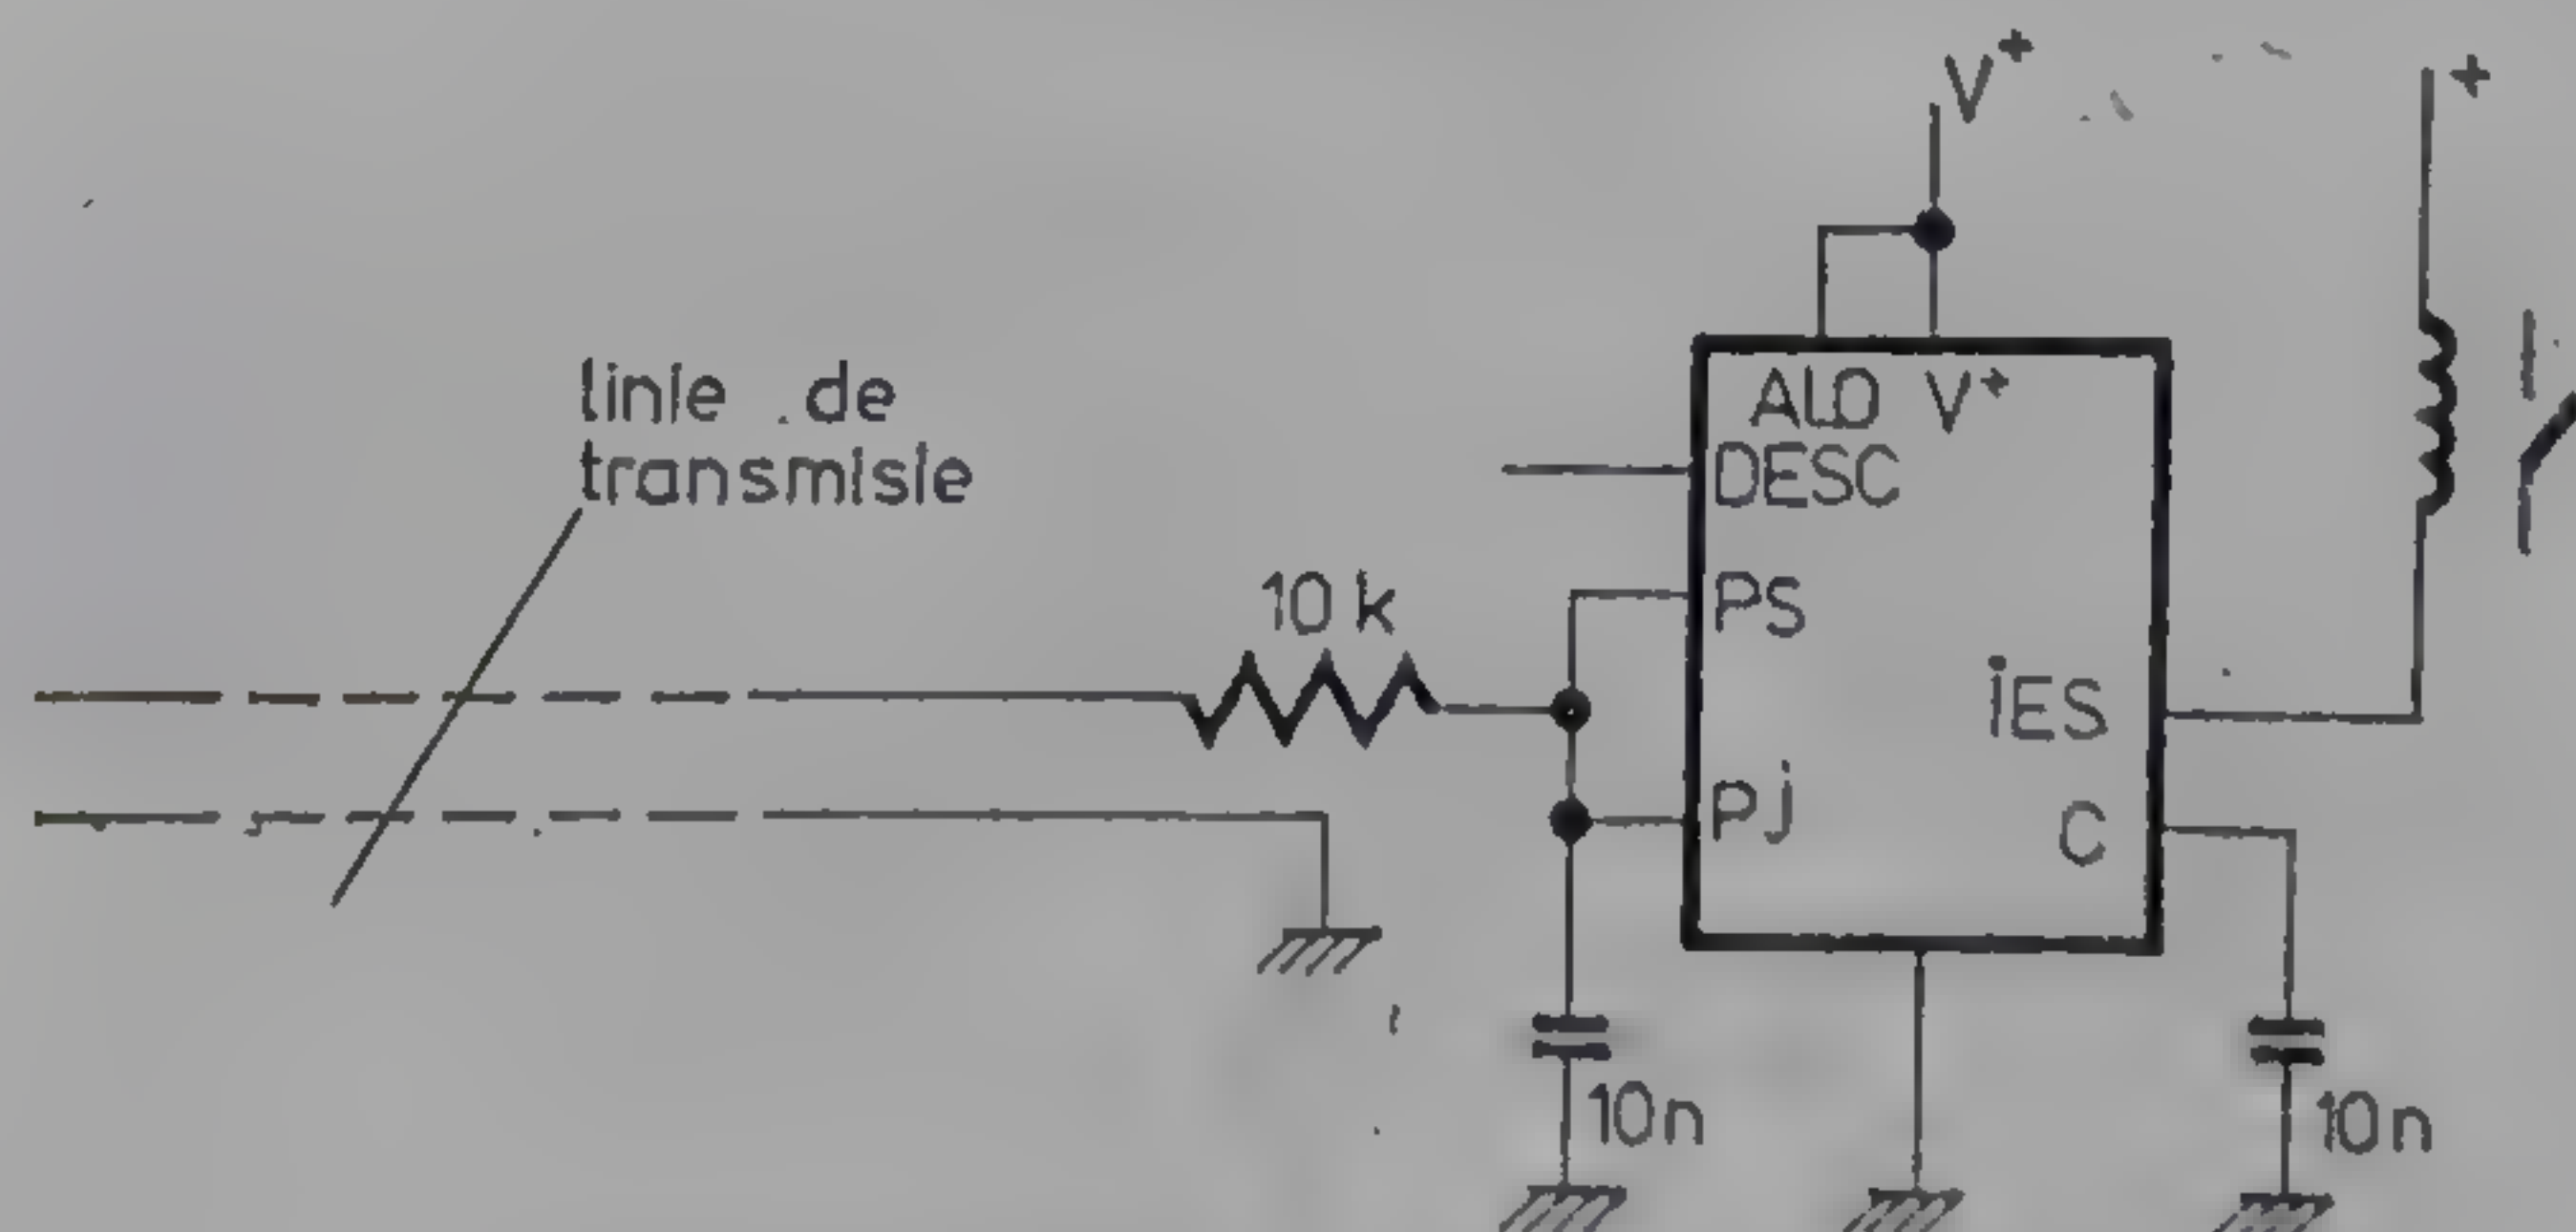 V+
+
linie de
transmisie
ALO V+
DESC
10 k
PS
iES
Pj
C
10n
10n